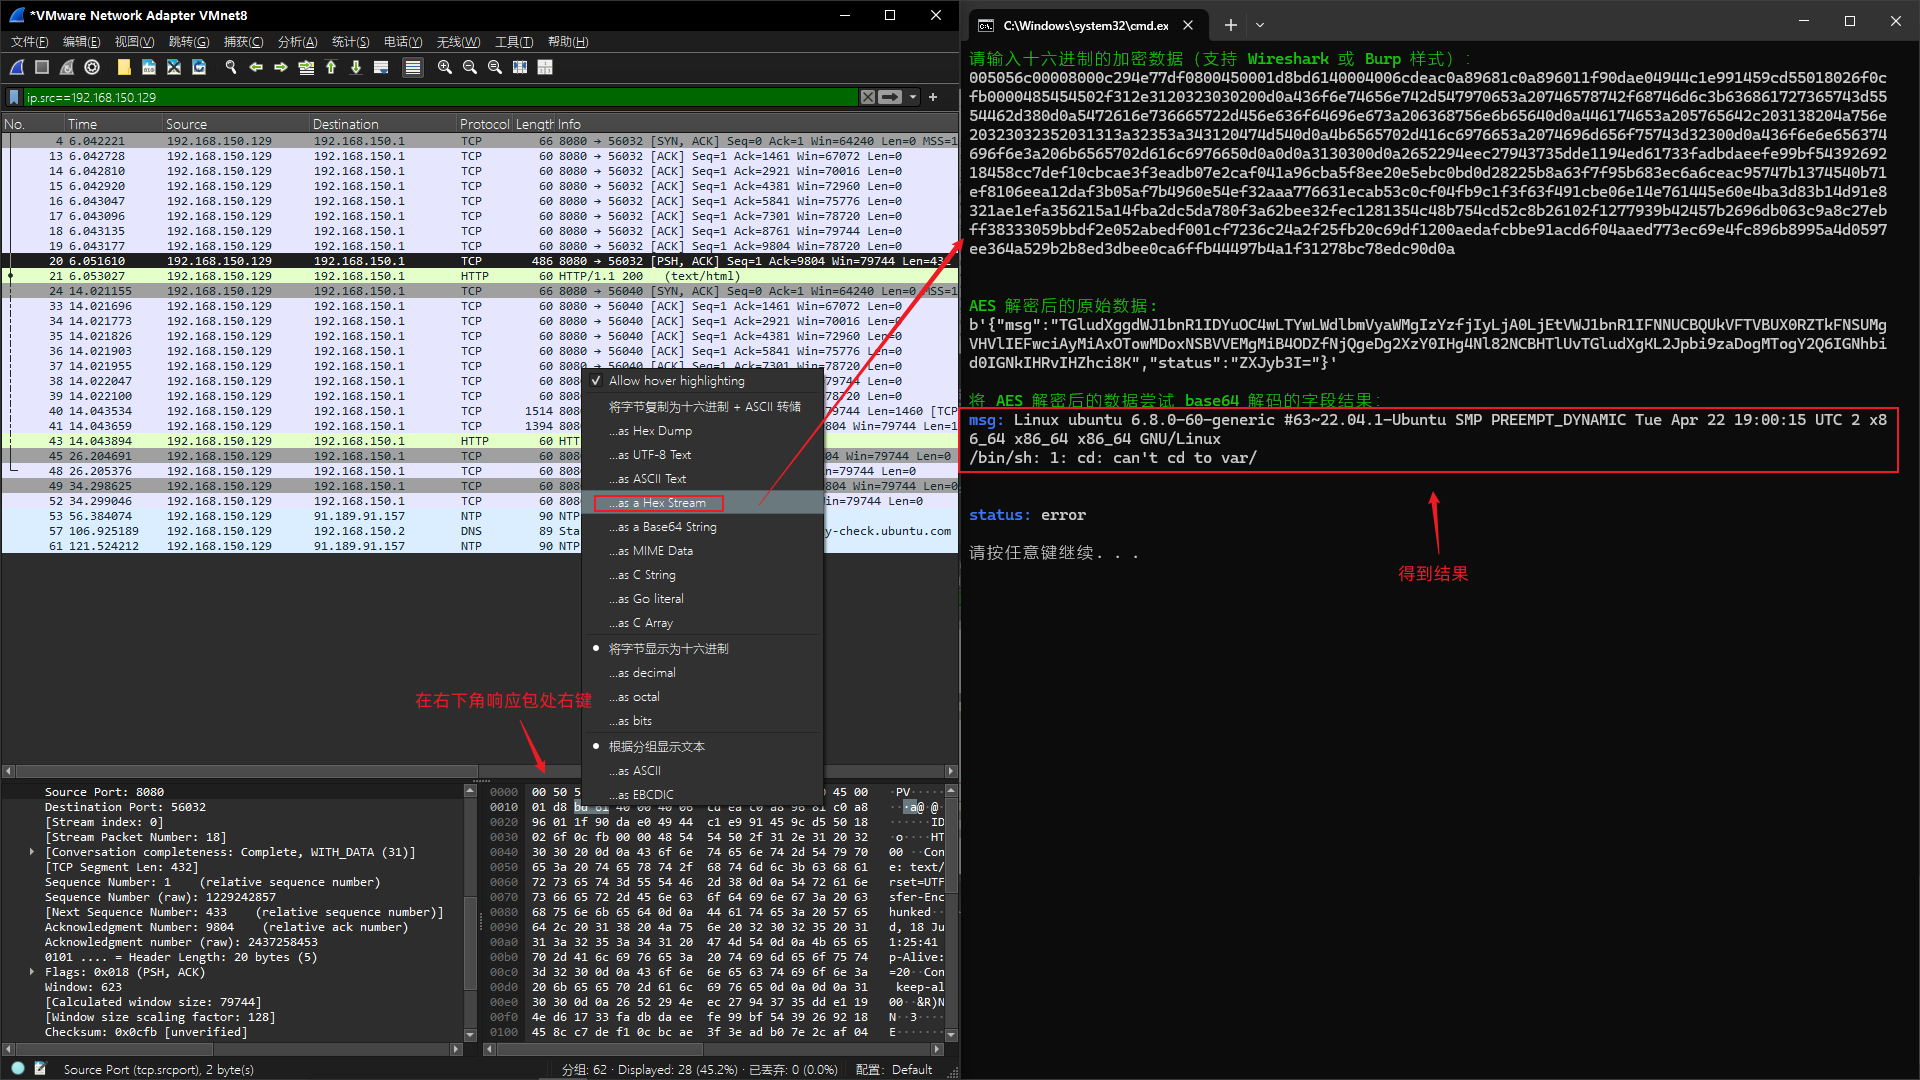 *VMware Network Adapter VMnet8
文件(F) 编辑(E) 视图(V) 跳转(G) 捕获(C) 分析(A) 统计(S) 电话(Y) 无线(W) 工具(T) 帮助(H)
ip.src==192.168.150.129
No. Time Source Destination Protocol Length Info
4 6.042221 192.168.150.129 192.168.150.1 TCP 66 8080 → 56032 [SYN, ACK] Seq=0 Ack=1 Win=64240 Len=0 MSS=1
13 6.042728 192.168.150.129 192.168.150.1 TCP 60 8080 → 56032 [ACK] Seq=1 Ack=1461 Win=67072 Len=0
14 6.042810 192.168.150.129 192.168.150.1 TCP 60 8080 → 56032 [ACK] Seq=1 Ack=2921 Win=70016 Len=0
15 6.042920 192.168.150.129 192.168.150.1 TCP 60 8080 → 56032 [ACK] Seq=1 Ack=4381 Win=72960 Len=0
16 6.043047 192.168.150.129 192.168.150.1 TCP 60 8080 → 56032 [ACK] Seq=1 Ack=5841 Win=75776 Len=0
17 6.043096 192.168.150.129 192.168.150.1 TCP 60 8080 → 56032 [ACK] Seq=1 Ack=7301 Win=78720 Len=0
18 6.043135 192.168.150.129 192.168.150.1 TCP 60 8080 → 56032 [ACK] Seq=1 Ack=8761 Win=79744 Len=0
19 6.043177 192.168.150.129 192.168.150.1 TCP 60 8080 → 56032 [ACK] Seq=1 Ack=9804 Win=78720 Len=0
20 6.051610 192.168.150.129 192.168.150.1 TCP 486 8080 → 56032 [PSH, ACK] Seq=1 Ack=9804 Win=79744 Len=432
21 6.053027 192.168.150.129 192.168.150.1 HTTP 60 HTTP/1.1 200 (text/html)
24 14.021155 192.168.150.129 192.168.150.1 TCP 66 8080 → 56040 [SYN, ACK] Seq=0 Ack=1 Win=64240 Len=0 MSS=1
33 14.021696 192.168.150.129 192.168.150.1 TCP 60 8080 → 56040 [ACK] Seq=1 Ack=1461 Win=67072 Len=0
34 14.021773 192.168.150.129 192.168.150.1 TCP 60 8080 → 56040 [ACK] Seq=1 Ack=2921 Win=70016 Len=0
35 14.021826 192.168.150.129 192.168.150.1 TCP 60 8080 → 56040 [ACK] Seq=1 Ack=4381 Win=72960 Len=0
36 14.021903 192.168.150.129 192.168.150.1 TCP 60 8080 → 56040 [ACK] Seq=1 Ack=5841 Win=75776 Len=0
37 14.021955 192.168.150.129 192.168.150.1 TCP 60 8080 78720 Len=0
38 14.022047 192.168.150.129 192.168.150.1 TCP 60 8080 79744 Len=0
39 14.022100 192.168.150.129 192.168.150.1 TCP 60 8080 78720 Len=0
40 14.043534 192.168.150.129 192.168.150.1 TCP 1514 8080 79744 Len=1460 [TCP
41 14.043659 192.168.150.129 192.168.150.1 TCP 1394 8080 804 Win=79744 Len=
43 14.043894 192.168.150.129 192.168.150.1 HTTP 60 HTT
45 26.204691 192.168.150.129 192.168.150.1 TCP 60 8080 804 Win=79744 Len=0
48 26.205376 192.168.150.129 192.168.150.1 TCP 60 8080 79744 Len=0
49 34.298625 192.168.150.129 192.168.150.1 TCP 60 8080 804 Win=79744 Len=0
52 34.299046 192.168.150.129 192.168.150.1 TCP 60 8080 in=79744 Len=0
53 56.384074 192.168.150.129 91.189.91.157 NTP 90 NTP
57 106.925189 192.168.150.129 192.168.150.2 DNS 89 Sta y-check.ubuntu.com
61 121.524212 192.168.150.129 91.189.91.157 NTP 90 NTP
Allow hover highlighting
将字节复制为十六进制 + ASCII 转储
...as Hex Dump
...as UTF-8 Text
...as ASCII Text
...as a Hex Stream
...as a Base64 String
...as MIME Data
...as C String
...as Go literal
...as C Array
将字节显示为十六进制
...as decimal
...as octal
...as bits
根据分组显示文本
...as ASCII
...as EBCDIC
在右下角响应包处右键
Source Port: 8080
Destination Port: 56032
[Stream index: 0]
[Stream Packet Number: 18]
[Conversation completeness: Complete, WITH_DATA (31)]
[TCP Segment Len: 432]
Sequence Number: 1 (relative sequence number)
Sequence Number (raw): 1229242857
[Next Sequence Number: 433 (relative sequence number)]
Acknowledgment Number: 9804 (relative ack number)
Acknowledgment number (raw): 2437258453
0101 .... = Header Length: 20 bytes (5)
Flags: 0x018 (PSH, ACK)
Window: 623
[Calculated window size: 79744]
[Window size scaling factor: 128]
Checksum: 0x0cfb [unverified]
0000 00 50 5 0 45 00 ·PV·····
0010 01 d8 bd 61 40 00 40 06 cd ea c0 a8 96 81 c0 a8 ···a@·@·
0020 96 01 1f 90 da e0 49 44 c1 e9 91 45 9c d5 50 18 ······ID
0030 02 6f 0c fb 00 00 48 54 54 50 2f 31 2e 31 20 32 ·o····HT
0040 30 30 20 0d 0a 43 6f 6e 74 65 6e 74 2d 54 79 70 00 ··Con
0050 65 3a 20 74 65 78 74 2f 68 74 6d 6c 3b 63 68 61 e: text/
0060 72 73 65 74 3d 55 54 46 2d 38 0d 0a 54 72 61 6e rset=UTF
0070 73 66 65 72 2d 45 6e 63 6f 64 69 6e 67 3a 20 63 sfer-Enc
0080 68 75 6e 6b 65 64 0d 0a 44 61 74 65 3a 20 57 65 hunked··
0090 64 2c 20 31 38 20 4a 75 6e 20 32 30 32 35 20 31 d, 18 Ju
00a0 31 3a 32 35 3a 34 31 20 47 4d 54 0d 0a 4b 65 65 1:25:41
00b0 70 2d 41 6c 69 76 65 3a 20 74 69 6d 65 6f 75 74 p-Alive:
00c0 3d 32 30 0d 0a 43 6f 6e 6e 65 63 74 69 6f 6e 3a =20··Con
00d0 20 6b 65 65 70 2d 61 6c 69 76 65 0d 0a 0d 0a 31 keep-al
00e0 30 30 0d 0a 26 52 29 4e ec 27 94 37 35 dd e1 19 00··&R)N
00f0 4e d6 17 33 fa db da ee fe 99 bf 54 39 26 92 18 N··3····
0100 45 8c c7 de f1 0c bc ae 3f 3e ad b0 7e 2c af 04 E·······
Source Port (tcp.srcport), 2 byte(s)
分组: 62 · Displayed: 28 (45.2%) · 已丢弃: 0 (0.0%) 配置: Default
C:\Windows\system32\cmd.ex
请输入十六进制的加密数据（支持 Wireshark 或 Burp 样式）:
005056c00008000c294e77df0800450001d8bd6140004006cdeac0a89681c0a896011f90dae04944c1e991459cd55018026f0c
fb0000485454502f312e3120323030200d0a436f6e74656e742d547970653a20746578742f68746d6c3b636861727365743d55
54462d380d0a5472616e736665722d456e636f64696e673a206368756e6b65640d0a446174653a205765642c203138204a756e
20323032352031313a32353a343120474d540d0a4b6565702d416c6976653a2074696d656f75743d32300d0a436f6e6e656374
696f6e3a206b6565702d616c6976650d0a0d0a3130300d0a2652294eec27943735dde1194ed61733fadbdaeefe99bf54392692
18458cc7def10cbcae3f3eadb07e2caf041a96cba5f8ee20e5ebc0bd0d28225b8a63f7f95b683ec6a6ceac95747b1374540b71
ef8106eea12daf3b05af7b4960e54ef32aaa776631ecab53c0cf04fb9c1f3f63f491cbe06e14e761445e60e4ba3d83b14d91e8
321ae1efa356215a14fba2dc5da780f3a62bee32fec1281354c48b754cd52c8b26102f1277939b42457b2696db063c9a8c27eb
ff38333059bbdf2e052abedf001cf7236c24a2f25fb20c69df1200aedafcbbe91acd6f04aaed773ec69e4fc896b8995a4d0597
ee364a529b2b8ed3dbee0ca6ffb44497b4a1f31278bc78edc90d0a
AES 解密后的原始数据:
b'{"msg":"TGludXggdWJ1bnR1IDYuOC4wLTYwLWdlbmVyaWMgIzYzfjIyLjA0LjEtVWJ1bnR1IFNNUCBQUkVFTVBUX0RZTkFNSUMg
VHVlIEFwciAyMiAxOTowMDoxNSBVVEMgMiB4ODZfNjQgeDg2XzY0IHg4Nl82NCBHTlUvTGludXgKL2Jpbi9zaDogMTogY2Q6IGNhbi
d0IGNkIHRvIHZhci8K","status":"ZXJyb3I="}'
将 AES 解密后的数据尝试 base64 解码的字段结果:
msg: Linux ubuntu 6.8.0-60-generic #63~22.04.1-Ubuntu SMP PREEMPT_DYNAMIC Tue Apr 22 19:00:15 UTC 2 x8
6_64 x86_64 x86_64 GNU/Linux
/bin/sh: 1: cd: can't cd to var/
status: error
请按任意键继续. . .
得到结果